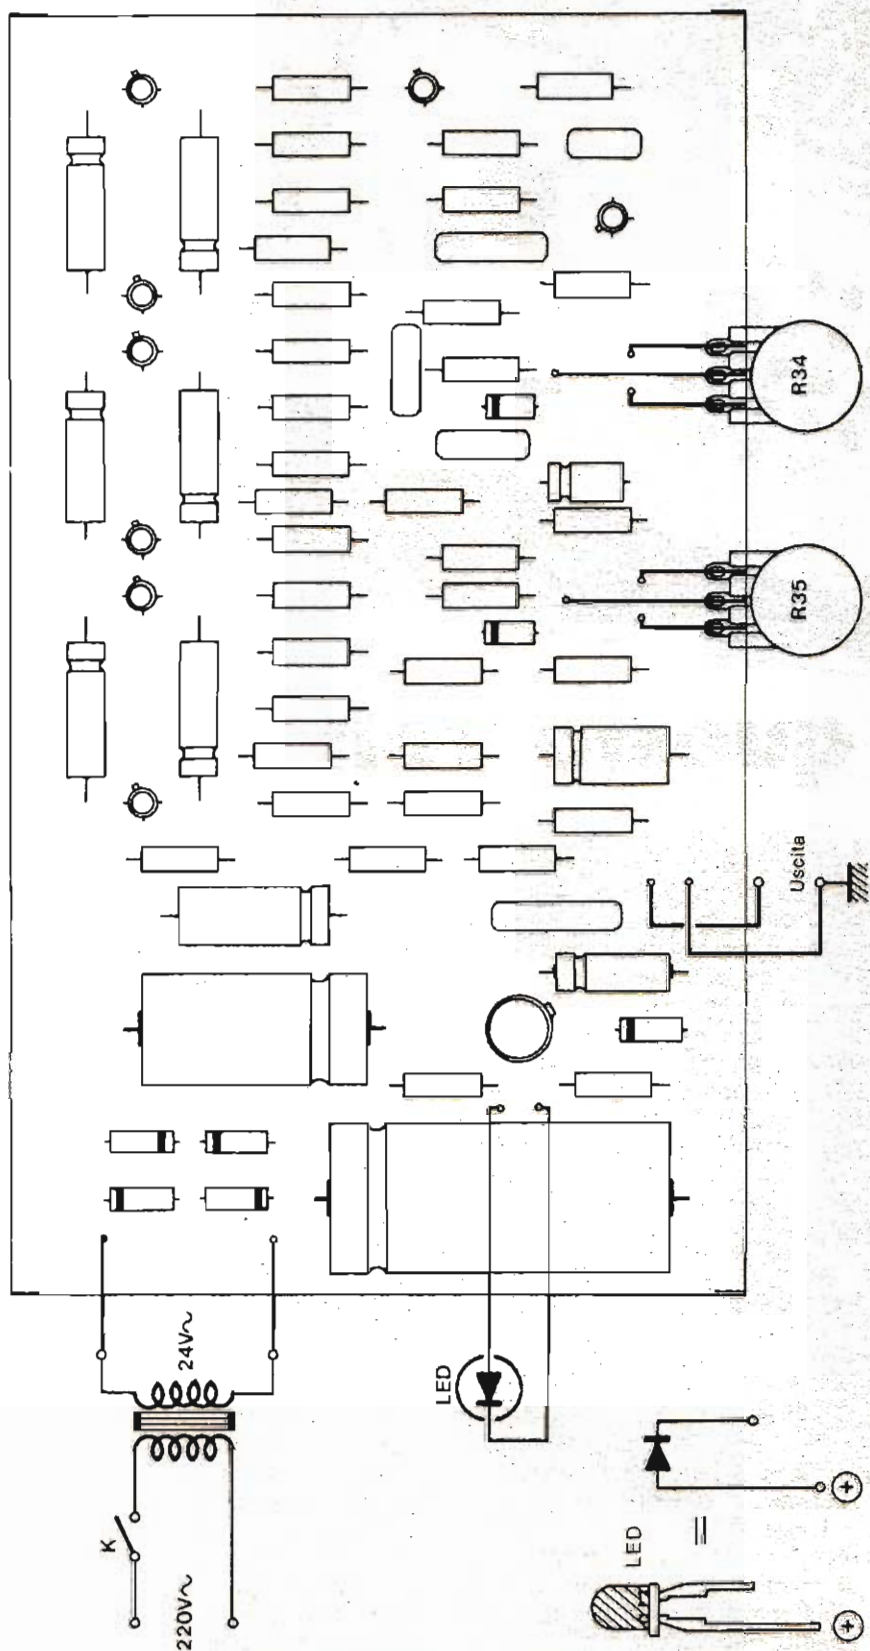 R34
R35
Uscita
24V~
LED
K
220V~
LED
=
+
+